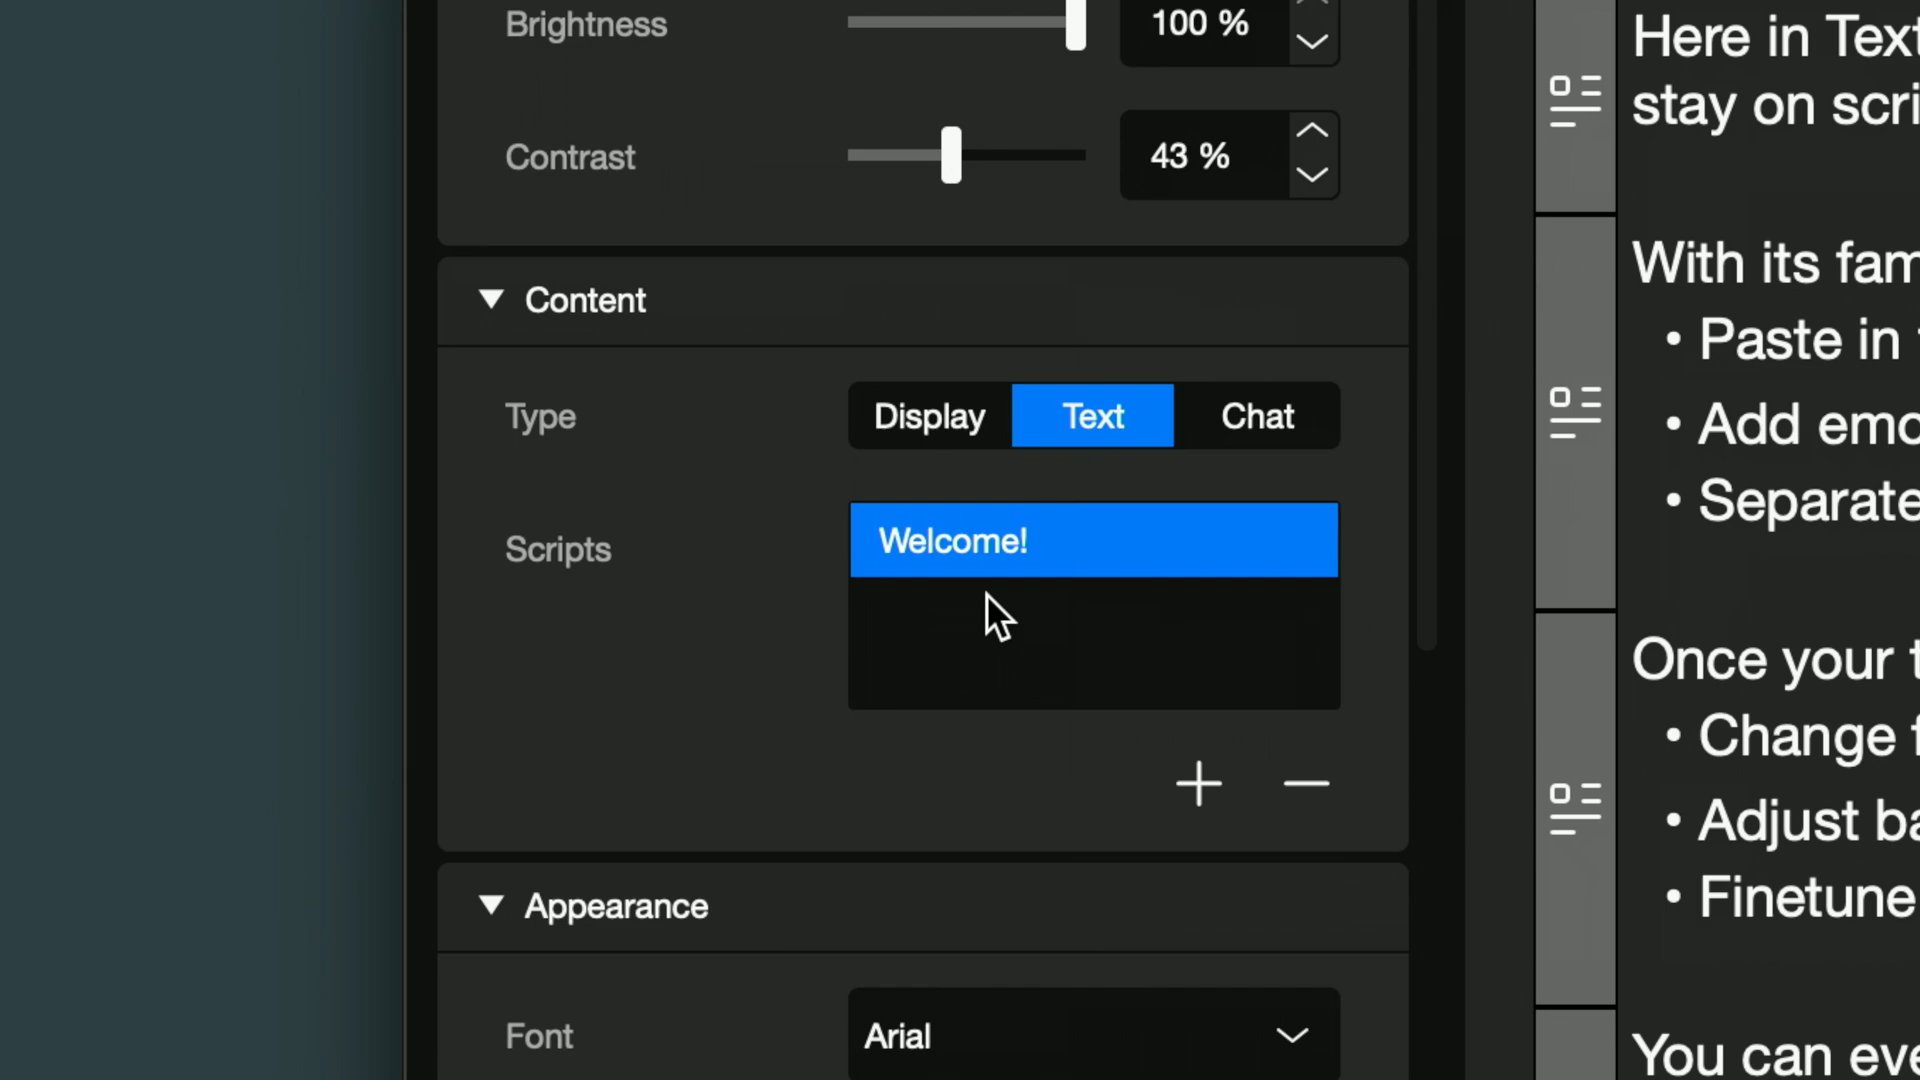 Brightness
100 %
Contrast
43 %
Content
Type
Display
Text
Chat
Scripts
Welcome!
Appearance
Font
Arial
Here in Text
stay on scri
With its fam
• Paste in
• Add emo
• Separate
Once your t
• Change f
• Adjust ba
• Finetune
You can eve